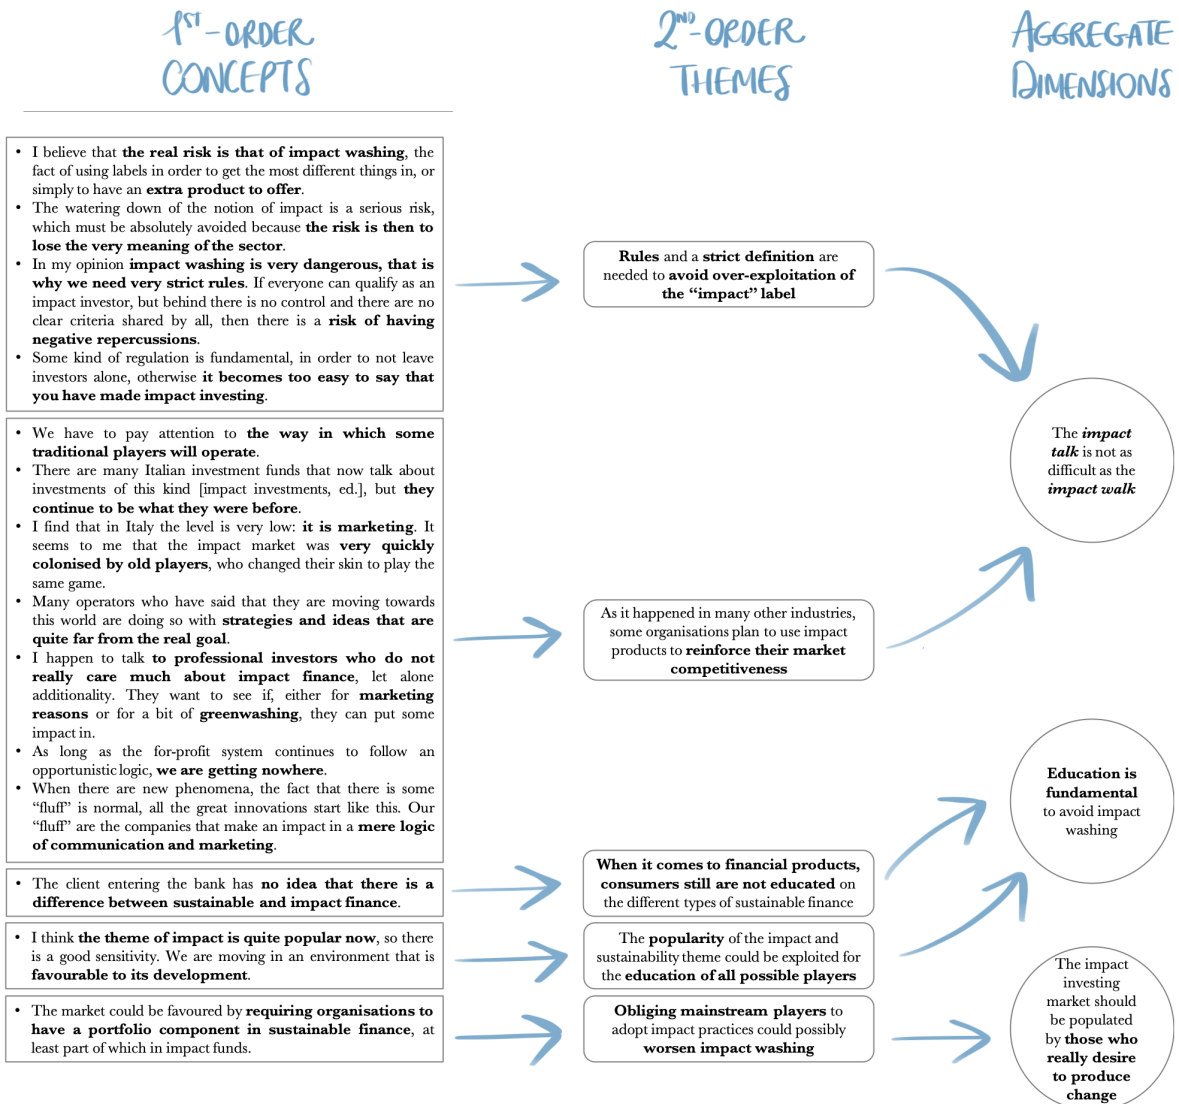 1ST-ORDER
CONCEPTS
2ND-ORDER
THEMES
AGGREGATE
DIMENSIONS
• I believe that the real risk is that of impact washing, the
fact of using labels in order to get the most different things in, or
simply to have an extra product to offer.
• The watering down of the notion of impact is a serious risk,
which must be absolutely avoided because the risk is then to
lose the very meaning of the sector.
• In my opinion impact washing is very dangerous, that is
why we need very strict rules. If everyone can qualify as an
impact investor, but behind there is no control and there are no
clear criteria shared by all, then there is a risk of having
negative repercussions.
• Some kind of regulation is fundamental, in order to not leave
investors alone, otherwise it becomes too easy to say that
you have made impact investing.
Rules and a strict definition are
needed to avoid over-exploitation of
the “impact” label
• We have to pay attention to the way in which some
traditional players will operate.
• There are many Italian investment funds that now talk about
investments of this kind [impact investments, ed.], but they
continue to be what they were before.
• I find that in Italy the level is very low: it is marketing. It
seems to me that the impact market was very quickly
colonised by old players, who changed their skin to play the
same game.
• Many operators who have said that they are moving towards
this world are doing so with strategies and ideas that are
quite far from the real goal.
• I happen to talk to professional investors who do not
really care much about impact finance, let alone
additionality. They want to see if, either for marketing
reasons or for a bit of greenwashing, they can put some
impact in.
• As long as the for-profit system continues to follow an
opportunistic logic, we are getting nowhere.
• When there are new phenomena, the fact that there is some
“fluff” is normal, all the great innovations start like this. Our
“fluff” are the companies that make an impact in a mere logic
of communication and marketing.
As it happened in many other industries,
some organisations plan to use impact
products to reinforce their market
competitiveness
The impact
talk is not as
difficult as the
impact walk
• The client entering the bank has no idea that there is a
difference between sustainable and impact finance.
When it comes to financial products,
consumers still are not educated on
the different types of sustainable finance
• I think the theme of impact is quite popular now, so there
is a good sensitivity. We are moving in an environment that is
favourable to its development.
The popularity of the impact and
sustainability theme could be exploited for
the education of all possible players
Education is
fundamental
to avoid impact
washing
• The market could be favoured by requiring organisations to
have a portfolio component in sustainable finance, at
least part of which in impact funds.
Obliging mainstream players to
adopt impact practices could possibly
worsen impact washing
The impact
investing
market should
be populated
by those who
really desire
to produce
change